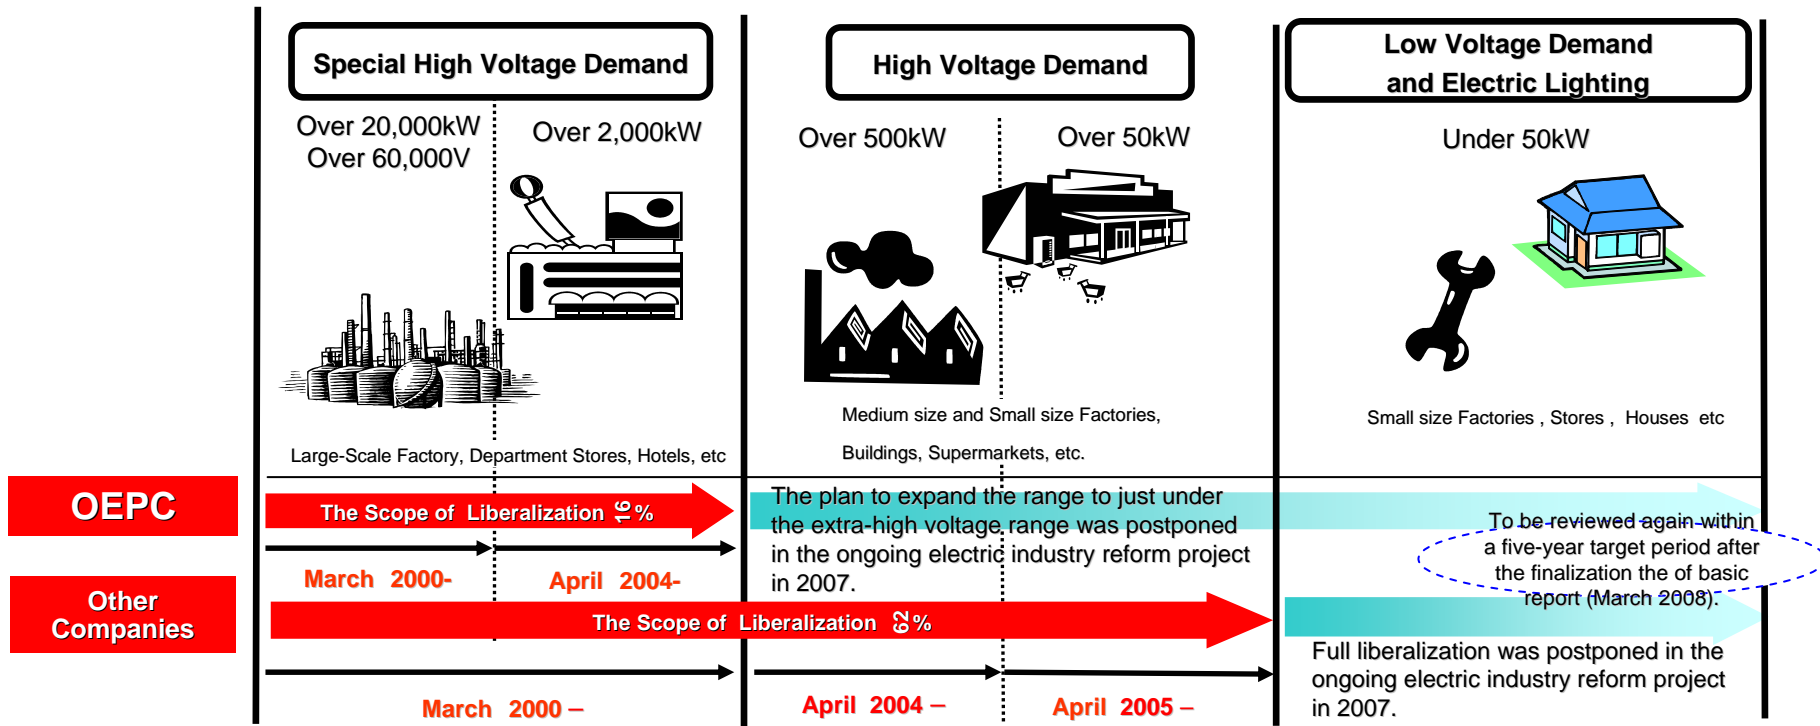 Special High Voltage Demand
High Voltage Demand
Low Voltage Demand
and Electric Lighting
Over 20,000kW
Over 60,000V
Over 2,000kW
Over 500kW
Over 50kW
Under 50kW
Large-Scale Factory, Department Stores, Hotels, etc
Medium size and Small size Factories,
Buildings, Supermarkets, etc.
Small size Factories , Stores , Houses etc
OEPC
The Scope of Liberalization 16 %
March 2000-
April 2004-
The plan to expand the range to just under
the extra-high voltage range was postponed
in the ongoing electric industry reform project
in 2007.
To be reviewed again within
a five-year target period after
the finalization the of basic
report (March 2008).
Other
Companies
The Scope of Liberalization 62 %
March 2000 –
April 2004 –
April 2005 –
Full liberalization was postponed in the
ongoing electric industry reform project
in 2007.